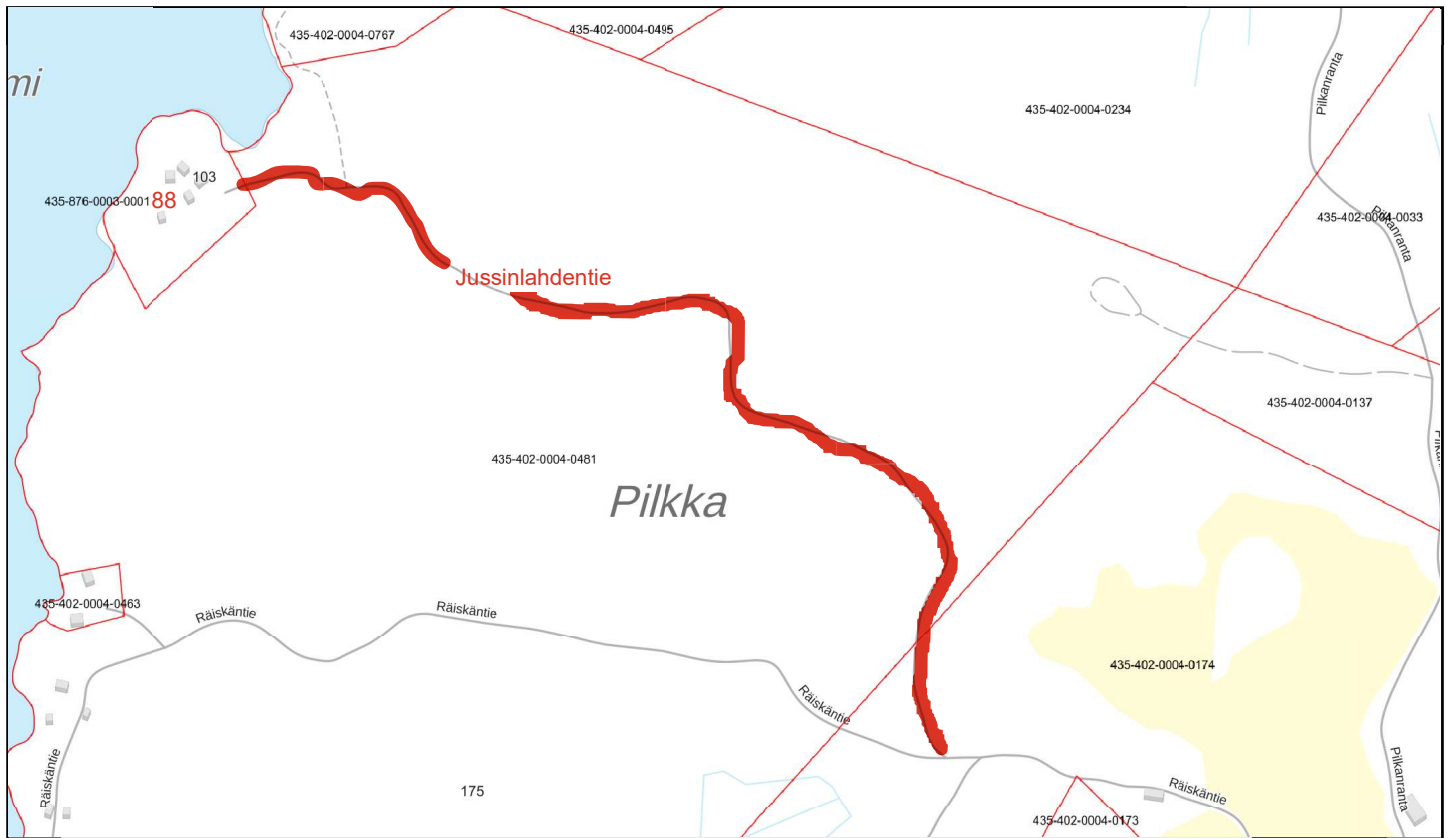 435-402-0004-0767
435-402-0004-0495
mi
Pilkanranta
435-402-0004-0234
103
435-876-0003-0001 88
435-402-0004-0033
Pilkanranta
Jussinlahdentie
435-402-0004-0137
435-402-0004-0481
Pilkka
435-402-0004-0463
Räiskäntie
Räiskäntie
435-402-0004-0174
Räiskäntie
Räiskäntie
175
Räiskäntie
Pilkanranta
435-402-0004-0173